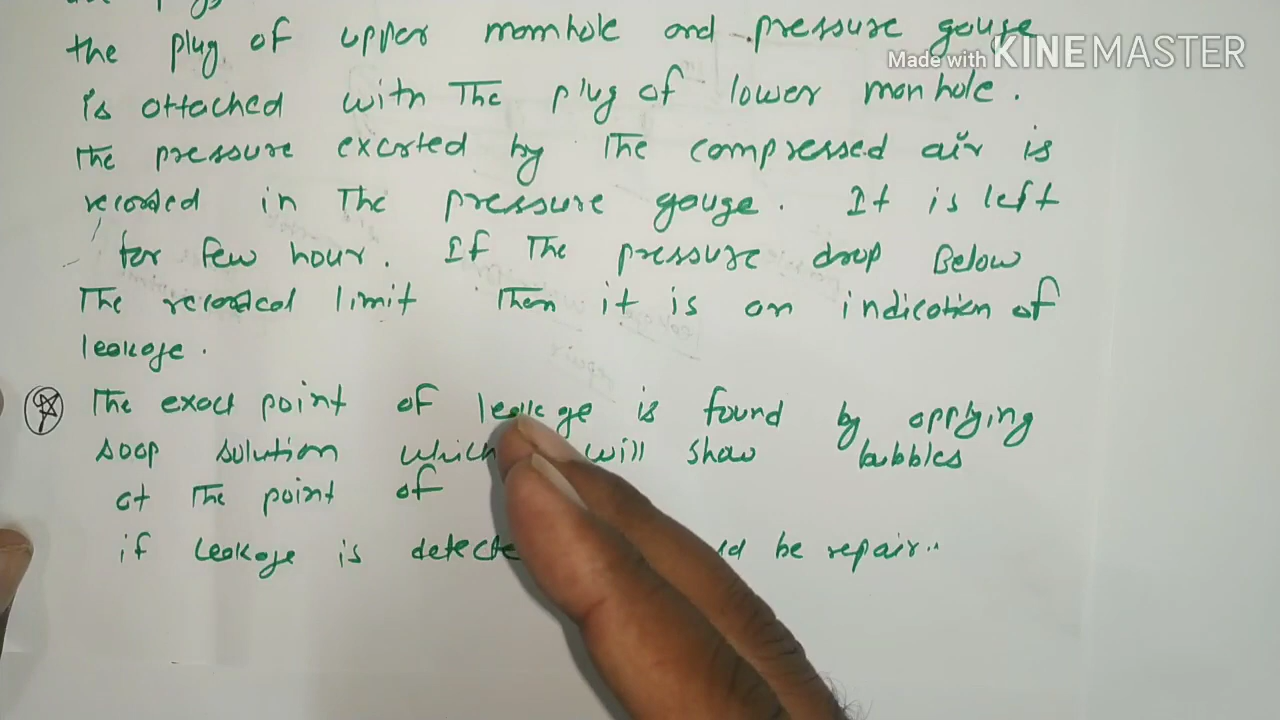 the plug of upper manhole and pressure gauge
Made with KINEMASTER
is attached with The plug of lower manhole.
The pressure excrted by The compressed air is
recorded in The pressure gauge. It is left
for few hour. If The pressure drop Below
The recorded limit Then it is an indication of
leakage.
The exact point of leakage is found by applying
soap solution which will show bubbles
at The point of
if leakage is detecte be repair..